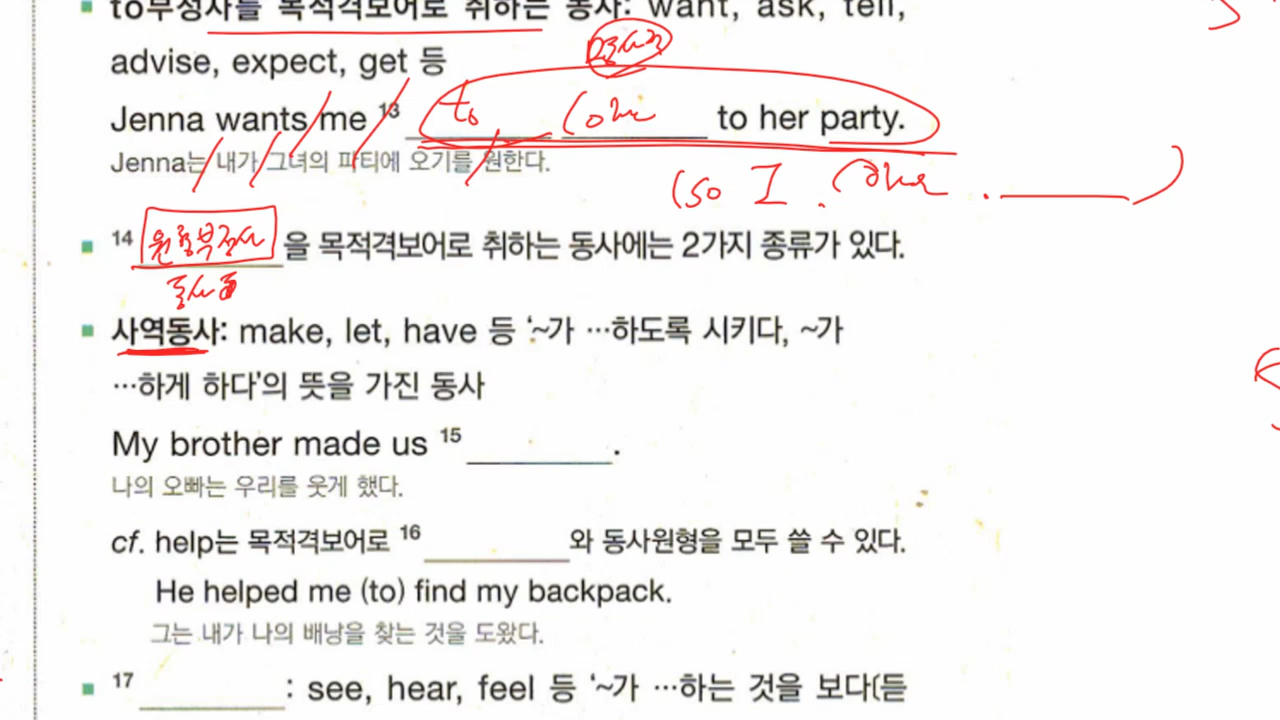 to부정사를 목적격보어로 취하는 동사: want, ask, tell,
advise, expect, get 등
Jenna wants me 13 to come to her party.
Jenna는 내가 그녀의 파티에 오기를 원한다.
(so I
14 원형부정사 을 목적격보어로 취하는 동사에는 2가지 종류가 있다.
사역동사: make, let, have 등 ‘~가 …하도록 시키다, ~가
…하게 하다’의 뜻을 가진 동사
My brother made us 15 ________.
나의 오빠는 우리를 웃게 했다.
cf. help는 목적격보어로 16 ________ 와 동사원형을 모두 쓸 수 있다.
He helped me (to) find my backpack.
그는 내가 나의 배낭을 찾는 것을 도왔다.
17 ________ : see, hear, feel 등 ‘~가 …하는 것을 보다(듣